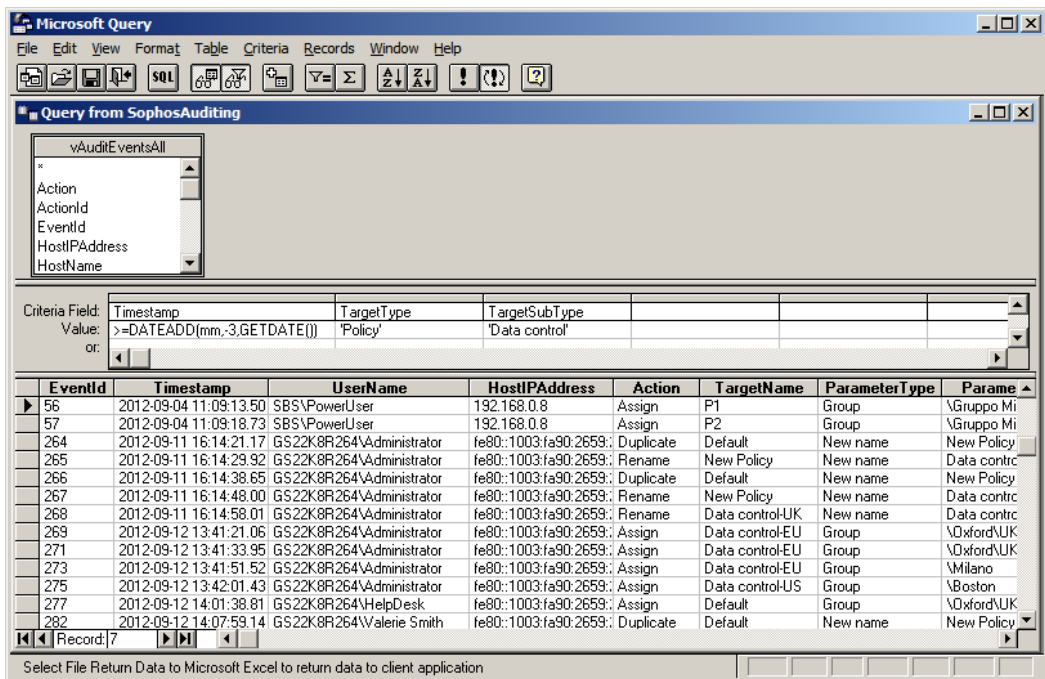 Microsoft Query
File Edit View Format Table Criteria Records Window Help
SQL
Query from SophosAuditing
vAuditEventsAll
*
Action
ActionId
EventId
HostIPAddress
HostName
Criteria Field: Timestamp TargetType TargetSubType
Value: >=DATEADD(mm,-3,GETDATE()) 'Policy' 'Data control'
or:
EventId Timestamp UserName HostIPAddress Action TargetName ParameterType Parame
56 2012-09-04 11:09:13.50 SBS\PowerUser 192.168.0.8 Assign P1 Group \Gruppo Mi
57 2012-09-04 11:09:18.73 SBS\PowerUser 192.168.0.8 Assign P2 Group \Gruppo Mi
264 2012-09-11 16:14:21.17 GS22K8R264\Administrator fe80::1003:fa90:2659: Duplicate Default New name New Policy
265 2012-09-11 16:14:29.92 GS22K8R264\Administrator fe80::1003:fa90:2659: Rename New Policy New name Data contro
266 2012-09-11 16:14:38.65 GS22K8R264\Administrator fe80::1003:fa90:2659: Duplicate Default New name New Policy
267 2012-09-11 16:14:48.00 GS22K8R264\Administrator fe80::1003:fa90:2659: Rename New Policy New name Data contro
268 2012-09-11 16:14:58.01 GS22K8R264\Administrator fe80::1003:fa90:2659: Rename Data control-UK New name Data contro
269 2012-09-12 13:41:21.06 GS22K8R264\Administrator fe80::1003:fa90:2659: Assign Data control-EU Group \Oxford\UK
271 2012-09-12 13:41:33.95 GS22K8R264\Administrator fe80::1003:fa90:2659: Assign Data control-EU Group \Oxford\UK
273 2012-09-12 13:41:51.52 GS22K8R264\Administrator fe80::1003:fa90:2659: Assign Data control-EU Group \Milano
275 2012-09-12 13:42:01.43 GS22K8R264\Administrator fe80::1003:fa90:2659: Assign Data control-US Group \Boston
277 2012-09-12 14:01:38.81 GS22K8R264\HelpDesk fe80::1003:fa90:2659: Assign Default Group \Oxford\UK
282 2012-09-12 14:07:59.14 GS22K8R264\Valerie Smith fe80::1003:fa90:2659: Duplicate Default New name New Policy
Record: 7
Select File Return Data to Microsoft Excel to return data to client application